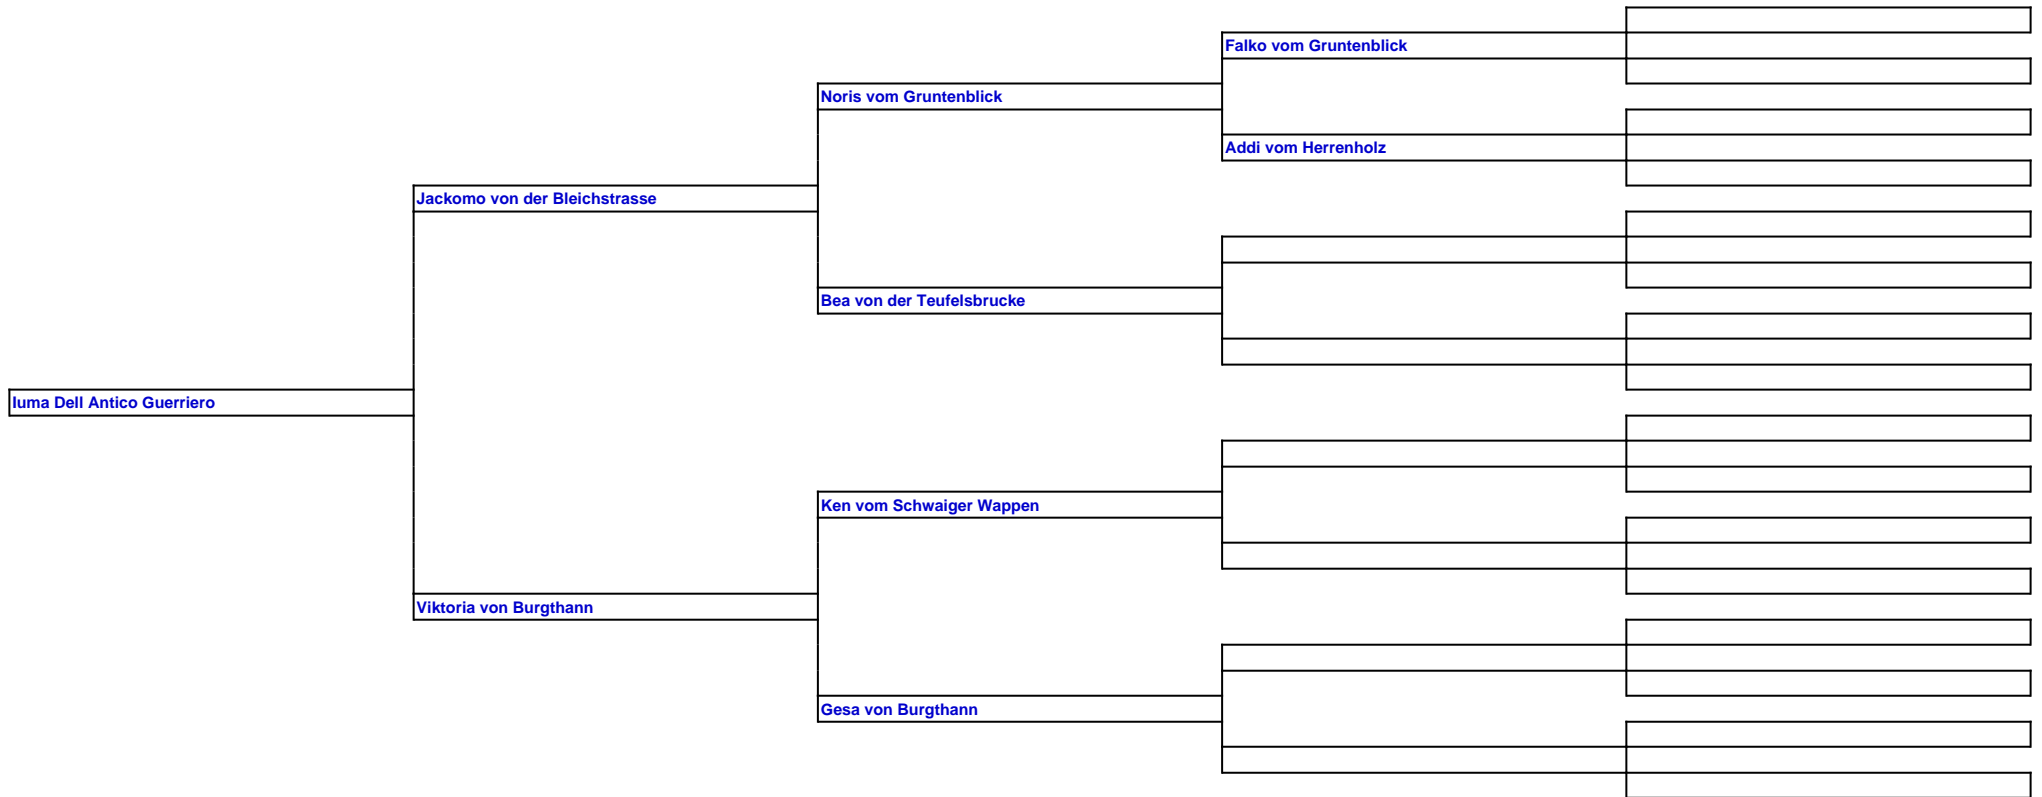 Falko vom Gruntenblick
Noris vom Gruntenblick
Addi vom Herrenholz
Jackomo von der Bleichstrasse
Bea von der Teufelsbrucke
Iuma Dell Antico Guerriero
Ken vom Schwaiger Wappen
Viktoria von Burgthann
Gesa von Burgthann